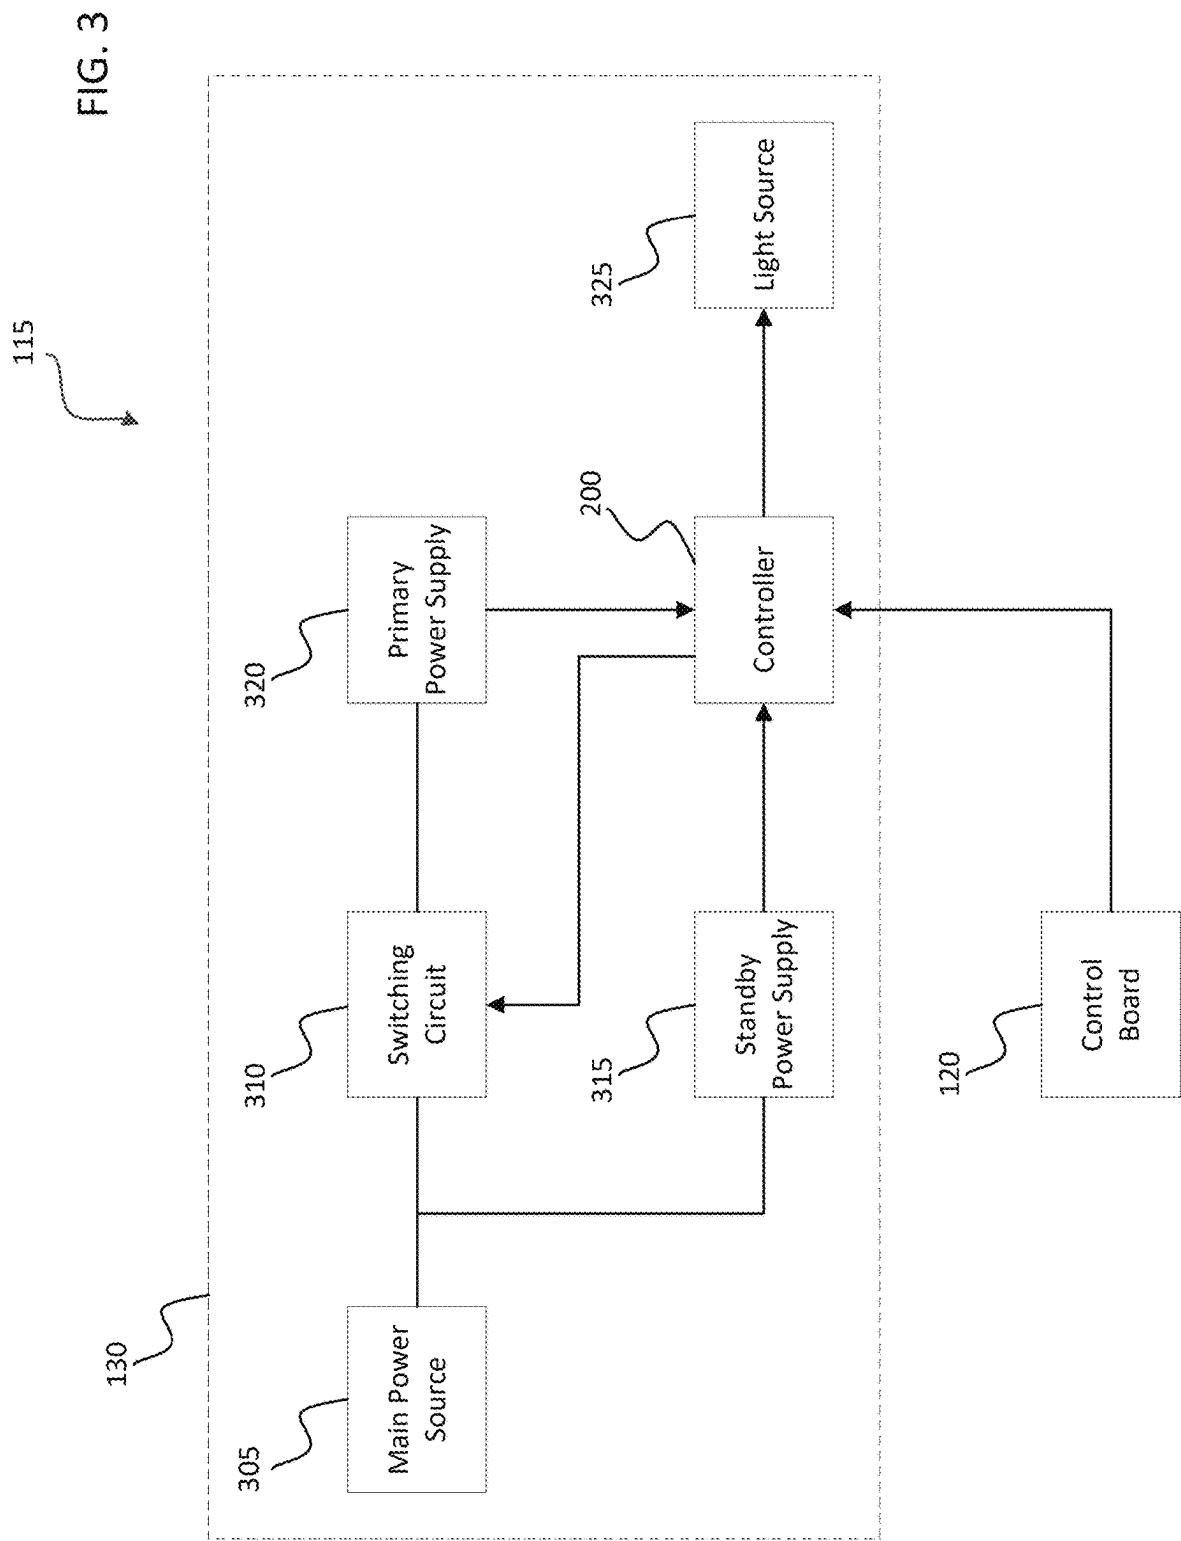 FIG. 3
115
130
305
Main Power
Source
310
Switching
Circuit
320
Primary
Power Supply
315
Standby
Power Supply
200
Controller
325
Light Source
120
Control
Board